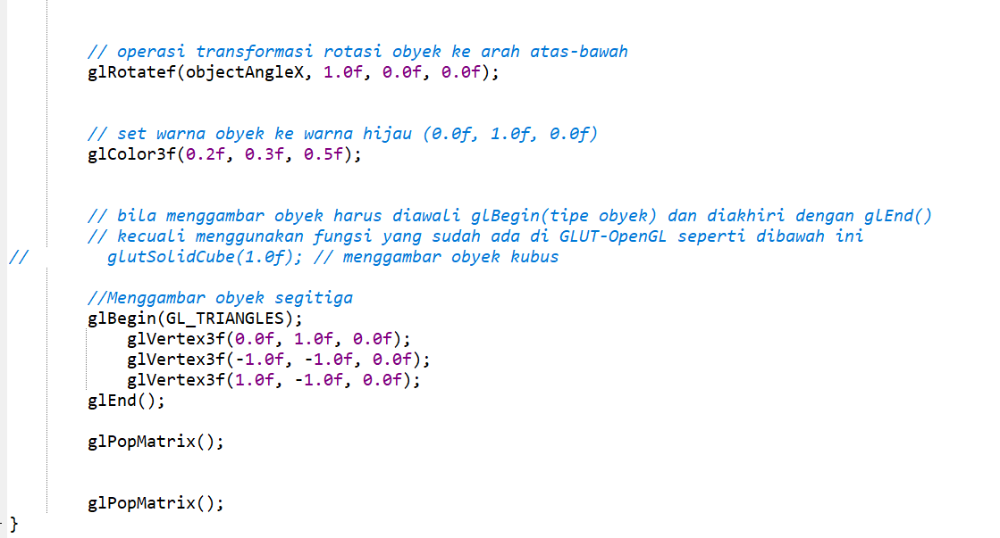 // operasi transformasi rotasi obyek ke arah atas-bawah
glRotatef(objectAngleX, 1.0f, 0.0f, 0.0f);
// set warna obyek ke warna hijau (0.0f, 1.0f, 0.0f)
glColor3f(0.2f, 0.3f, 0.5f);
// bila menggambar obyek harus diawali glBegin(tipe obyek) dan diakhiri dengan glEnd()
// kecuali menggunakan fungsi yang sudah ada di GLUT-OpenGL seperti dibawah ini
// glutSolidCube(1.0f); // menggambar obyek kubus
//Menggambar obyek segitiga
glBegin(GL_TRIANGLES);
glVertex3f(0.0f, 1.0f, 0.0f);
glVertex3f(-1.0f, -1.0f, 0.0f);
glVertex3f(1.0f, -1.0f, 0.0f);
glEnd();
glPopMatrix();
glPopMatrix();
}